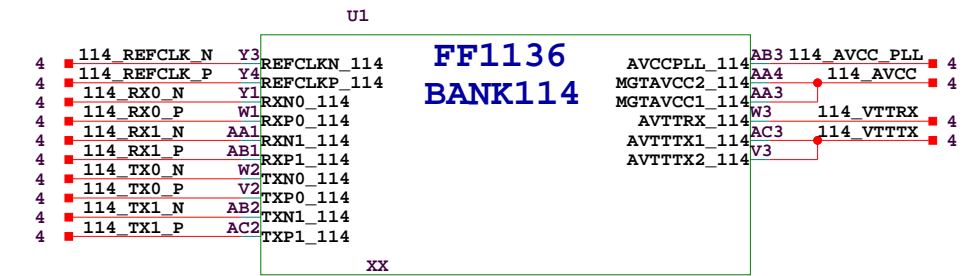 U1
FF1136
BANK114
4 114_REFCLK_N Y3 REFCLKN_114
4 114_REFCLK_P Y4 REFCLKP_114
4 114_RX0_N Y1 RXN0_114
4 114_RX0_P W1 RXP0_114
4 114_RX1_N AA1 RXN1_114
4 114_RX1_P AB1 RXP1_114
4 114_TX0_N W2 TXN0_114
4 114_TX0_P V2 TXP0_114
4 114_TX1_N AB2 TXN1_114
4 114_TX1_P AC2 TXP1_114
AVCCPLL_114 AB3 114_AVCC_PLL 4
MGTAVCC2_114 AA4 114_AVCC 4
MGTAVCC1_114 AA3
AVTTRX_114 W3 114_VTTRX 4
AVTTTX1_114 AC3 114_VTTTX 4
AVTTTX2_114 V3
XX